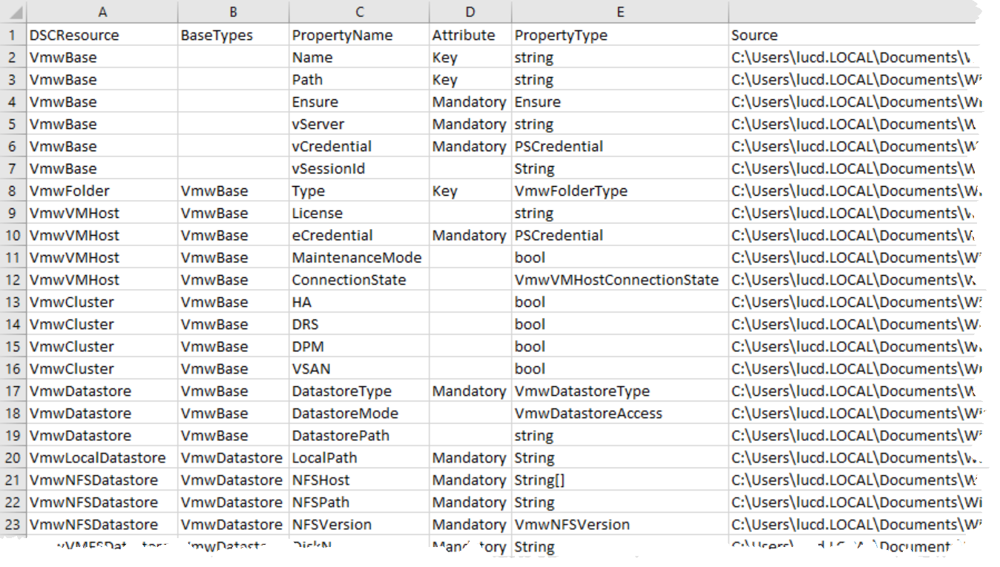 A B C D E
1 DSCResource BaseTypes PropertyName Attribute PropertyType Source
2 VmwBase Name Key string C:\Users\lucd.LOCAL\Documents\
3 VmwBase Path Key string C:\Users\lucd.LOCAL\Documents\W
4 VmwBase Ensure Mandatory Ensure C:\Users\lucd.LOCAL\Documents\W
5 VmwBase vServer Mandatory string C:\Users\lucd.LOCAL\Documents\W
6 VmwBase vCredential Mandatory PSCredential C:\Users\lucd.LOCAL\Documents\W
7 VmwBase vSessionId String C:\Users\lucd.LOCAL\Documents\W
8 VmwFolder VmwBase Type Key VmwFolderType C:\Users\lucd.LOCAL\Documents\W
9 VmwVMHost VmwBase License string C:\Users\lucd.LOCAL\Documents\
10 VmwVMHost VmwBase eCredential Mandatory PSCredential C:\Users\lucd.LOCAL\Documents\W
11 VmwVMHost VmwBase MaintenanceMode bool C:\Users\lucd.LOCAL\Documents\W
12 VmwVMHost VmwBase ConnectionState VmwVMHostConnectionState C:\Users\lucd.LOCAL\Documents\W
13 VmwCluster VmwBase HA bool C:\Users\lucd.LOCAL\Documents\W
14 VmwCluster VmwBase DRS bool C:\Users\lucd.LOCAL\Documents\W
15 VmwCluster VmwBase DPM bool C:\Users\lucd.LOCAL\Documents\W
16 VmwCluster VmwBase VSAN bool C:\Users\lucd.LOCAL\Documents\W
17 VmwDatastore VmwBase DatastoreType Mandatory VmwDatastoreType C:\Users\lucd.LOCAL\Documents\W
18 VmwDatastore VmwBase DatastoreMode VmwDatastoreAccess C:\Users\lucd.LOCAL\Documents\W
19 VmwDatastore VmwBase DatastorePath string C:\Users\lucd.LOCAL\Documents\W
20 VmwLocalDatastore VmwDatastore LocalPath Mandatory String C:\Users\lucd.LOCAL\Documents\
21 VmwNFSDatastore VmwDatastore NFSHost Mandatory String[] C:\Users\lucd.LOCAL\Documents\W
22 VmwNFSDatastore VmwDatastore NFSPath Mandatory String C:\Users\lucd.LOCAL\Documents\Wi
23 VmwNFSDatastore VmwDatastore NFSVersion Mandatory VmwNFSVersion C:\Users\lucd.LOCAL\Documents\W
String